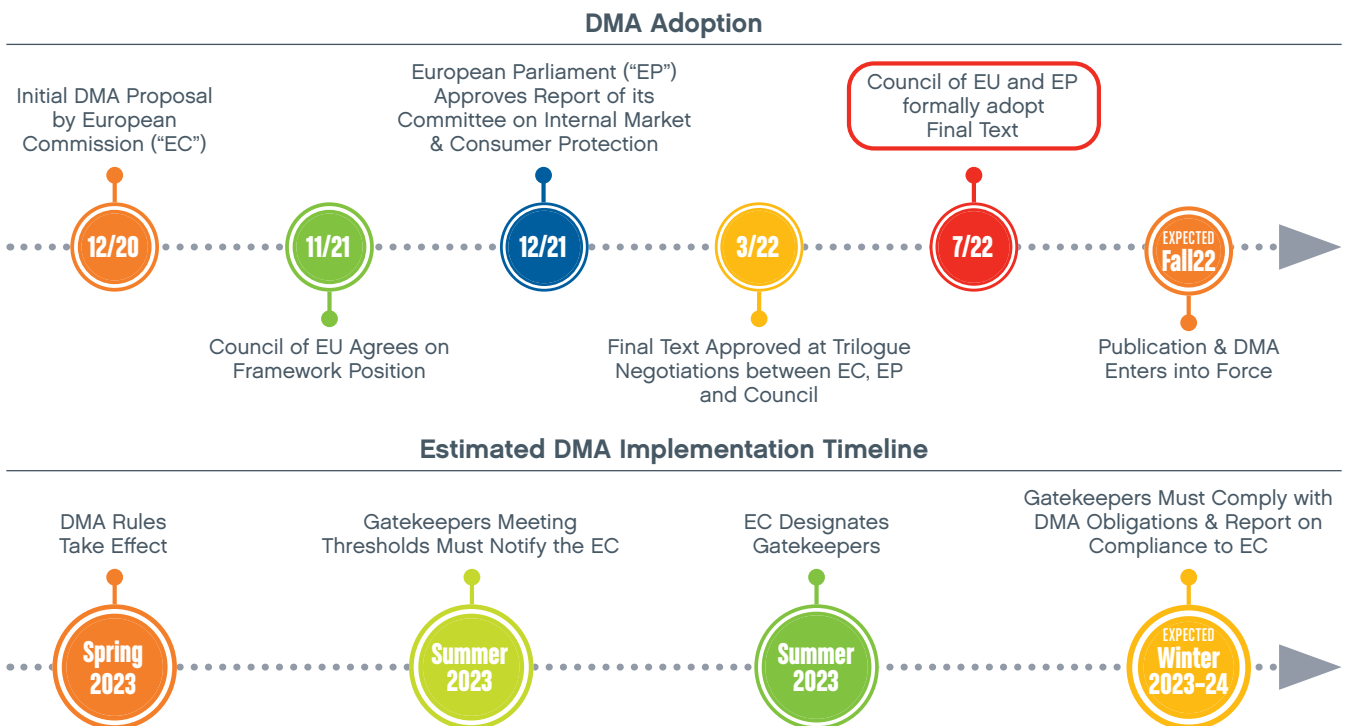 DMA Adoption
Initial DMA Proposal
by European
Commission (“EC”)
European Parliament (“EP”)
Approves Report of its
Committee on Internal Market
& Consumer Protection
Council of EU and EP
formally adopt
Final Text
12/20
11/21
12/21
3/22
7/22
EXPECTED
Fall22
Council of EU Agrees on
Framework Position
Final Text Approved at Trilogue
Negotiations between EC, EP
and Council
Publication & DMA
Enters into Force
Estimated DMA Implementation Timeline
DMA Rules
Take Effect
Gatekeepers Meeting
Thresholds Must Notify the EC
EC Designates
Gatekeepers
Gatekeepers Must Comply with
DMA Obligations & Report on
Compliance to EC
Spring
2023
Summer
2023
Summer
2023
EXPECTED
Winter
2023–24